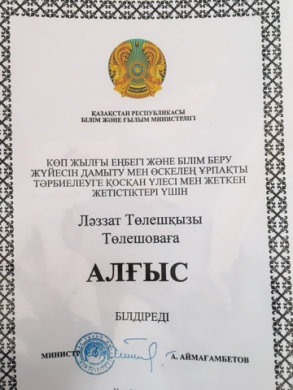 ҚАЗАҚСТАН РЕСПУБЛИКАСЫ
БІЛІМ ЖӘНЕ ҒЫЛЫМ МИНИСТРЛІГІ
КӨП ЖЫЛҒЫ ЕҢБЕГІ ЖӘНЕ БІЛІМ БЕРУ
ЖҮЙЕСІН ДАМЫТУ МЕН ӨСКЕЛЕҢ ҰРПАҚТЫ
ТӘРБИЕЛЕУГЕ ҚОСҚАН ҮЛЕСІ МЕН ЖЕТКЕН
ЖЕТІСТІКТЕРІ ҮШІН
Ләззат Төлешқызы
Төлешоваға
АЛҒЫС
БІЛДІРЕДІ
МИНИСТР А. АЙМАҒАМБЕТОВ